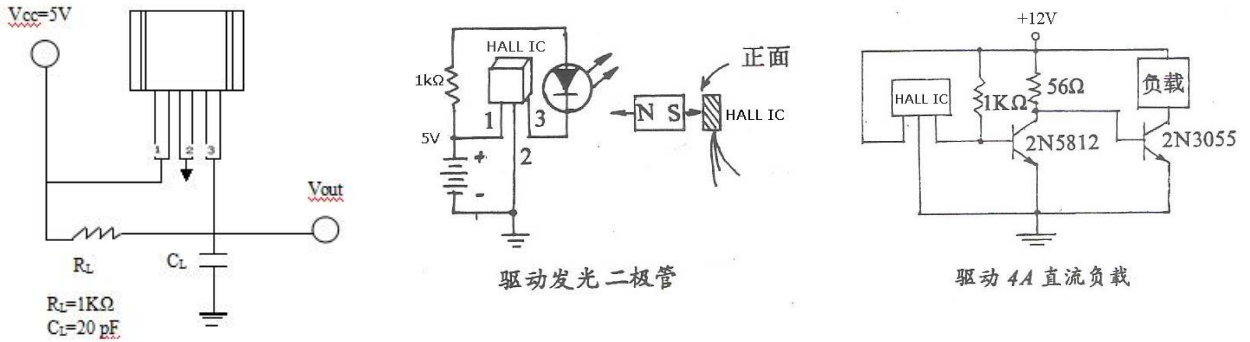 Vcc=5V
1 2 3
Vout
RL
CL
RL=1KΩ
CL=20 pF
HALL IC
1kΩ
1
3
5V
2
+
-
正面
N S
HALL IC
驱动发光二极管
+12V
HALL IC
1KΩ
56Ω
负载
2N5812
2N3055
驱动4A直流负载